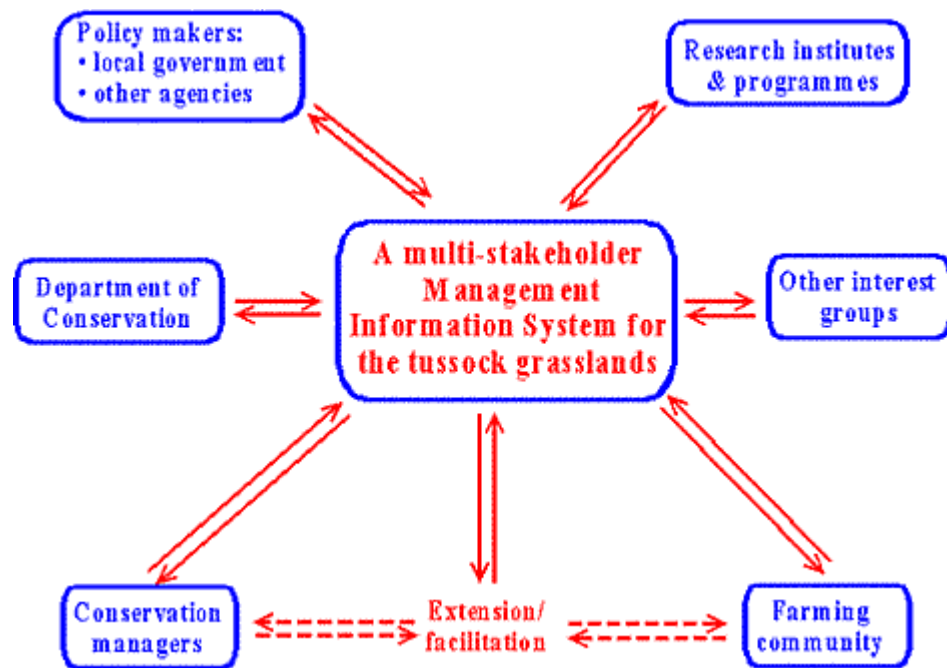 Policy makers:
• local government
• other agencies
Research institutes
& programmes
A multi-stakeholder
Management
Information System for
the tussock grasslands
Department of
Conservation
Other interest
groups
Conservation
managers
Extension/
facilitation
Farming
community